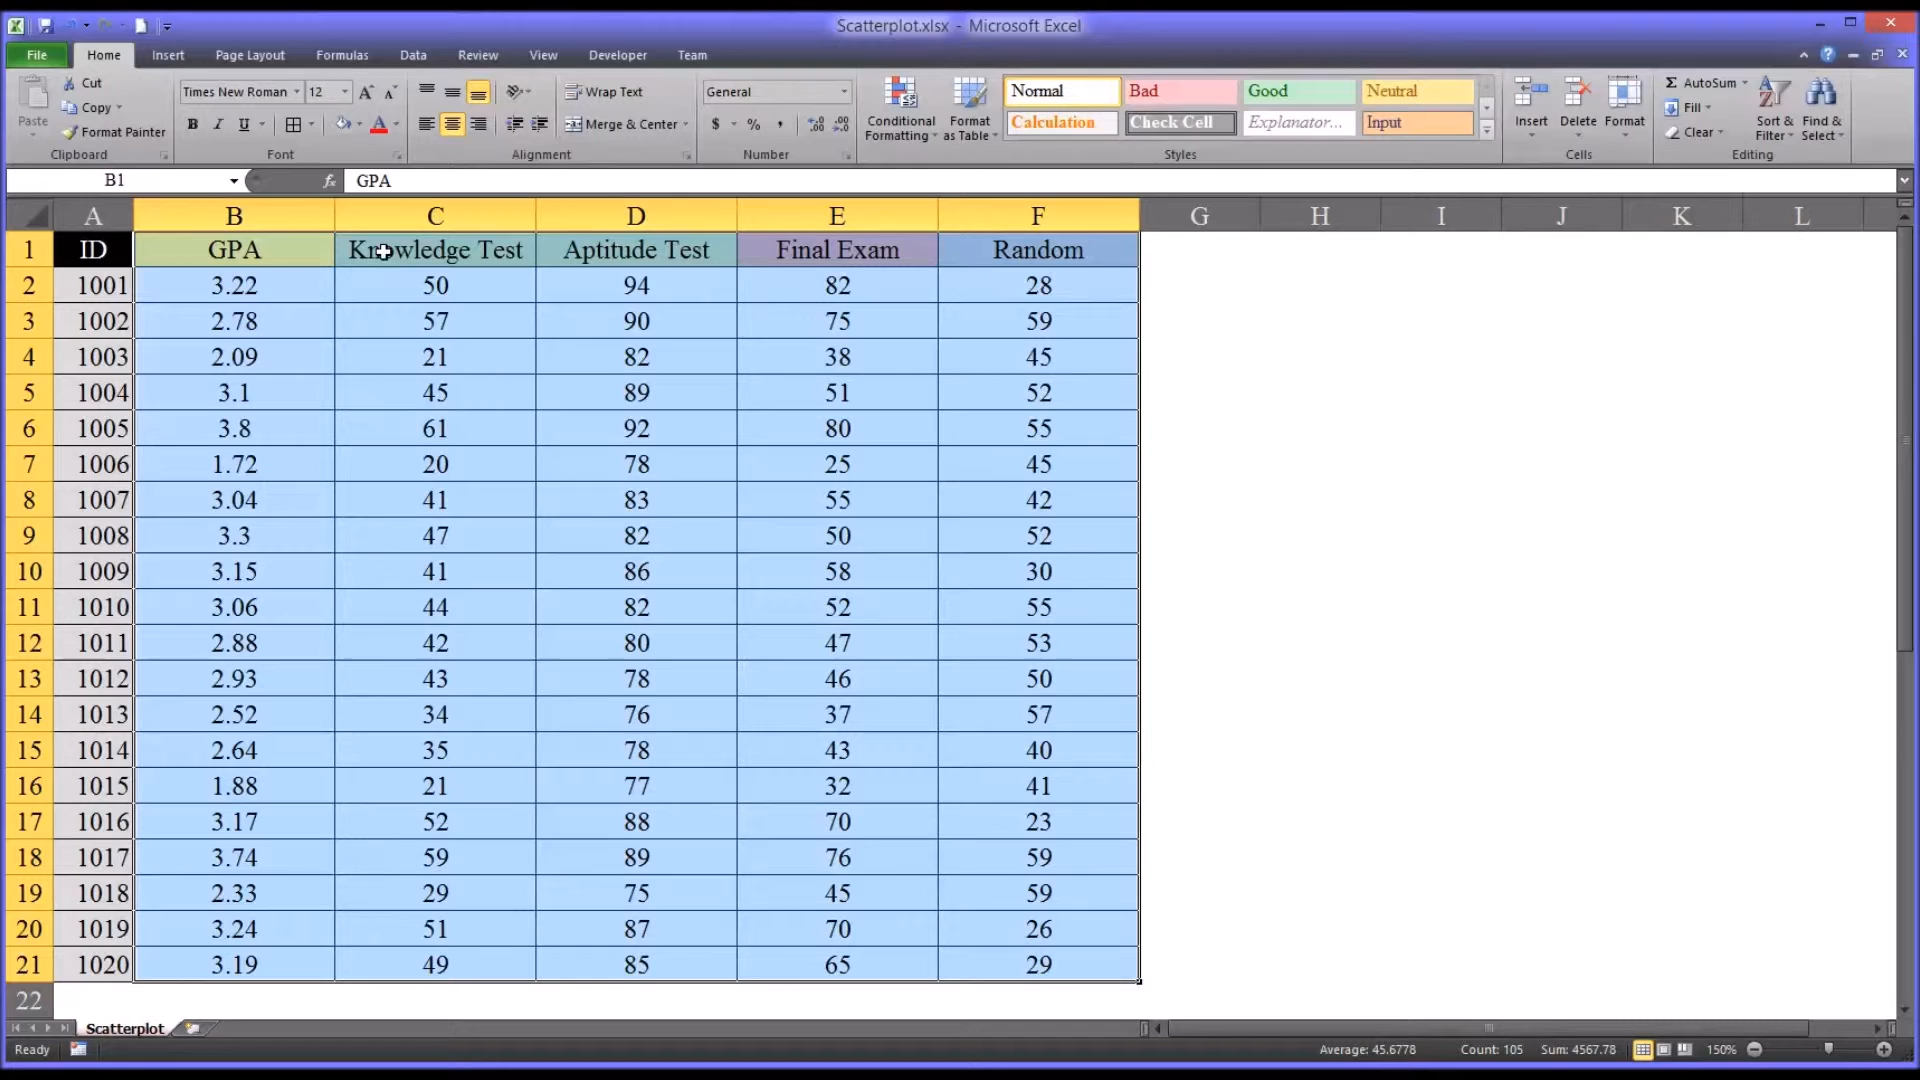 Scatterplot.xlsx - Microsoft Excel
File Home Insert Page Layout Formulas Data Review View Developer Team
Paste
Cut
Copy
Format Painter
Clipboard
Times New Roman 12
B I U
Font
Wrap Text
Merge & Center
Alignment
General
$ % ,
Number
Conditional Formatting
Format as Table
Normal Bad Good Neutral
Calculation Check Cell Explanator... Input
Styles
Insert Delete Format
Cells
Σ AutoSum
Fill
Clear
Sort & Filter
Find & Select
Editing
B1 fx GPA
A B C D E F G H I J K L
1 ID GPA Knowledge Test Aptitude Test Final Exam Random
2 1001 3.22 50 94 82 28
3 1002 2.78 57 90 75 59
4 1003 2.09 21 82 38 45
5 1004 3.1 45 89 51 52
6 1005 3.8 61 92 80 55
7 1006 1.72 20 78 25 45
8 1007 3.04 41 83 55 42
9 1008 3.3 47 82 50 52
10 1009 3.15 41 86 58 30
11 1010 3.06 44 82 52 55
12 1011 2.88 42 80 47 53
13 1012 2.93 43 78 46 50
14 1013 2.52 34 76 37 57
15 1014 2.64 35 78 43 40
16 1015 1.88 21 77 32 41
17 1016 3.17 52 88 70 23
18 1017 3.74 59 89 76 59
19 1018 2.33 29 75 45 59
20 1019 3.24 51 87 70 26
21 1020 3.19 49 85 65 29
22
Scatterplot
Ready Average: 45.6778 Count: 105 Sum: 4567.78 150%